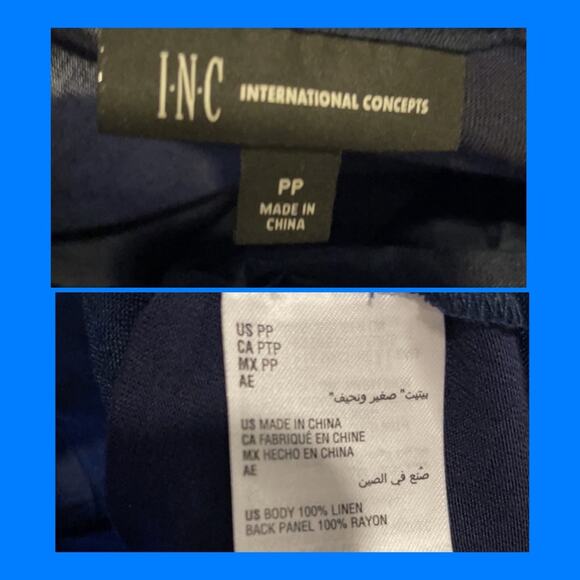 I·N·C INTERNATIONAL CONCEPTS
PP
MADE IN
CHINA
US PP
CA PTP
MX PP
AE
بيتيت" صغير ونحيف"
US MADE IN CHINA
CA FABRIQUÉ EN CHINE
MX HECHO EN CHINA
AE
صُنع في الصين
US BODY 100% LINEN
BACK PANEL 100% RAYON